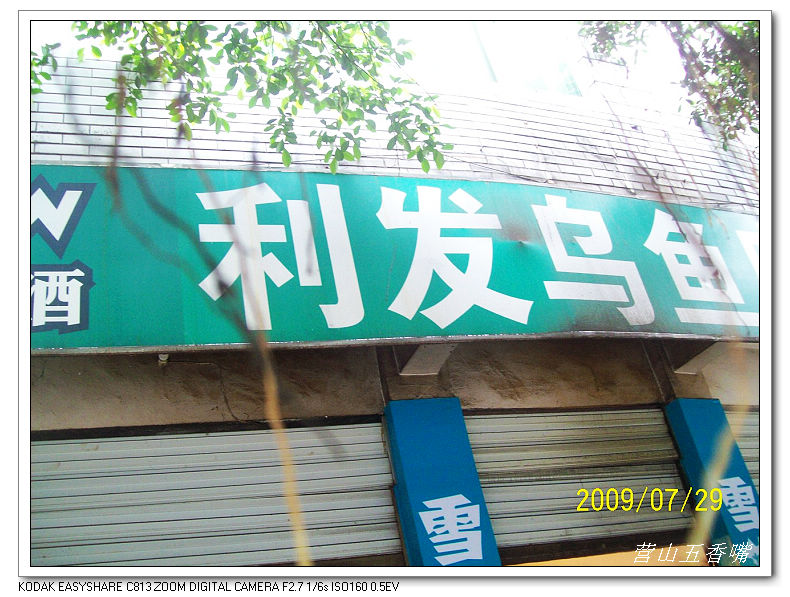 利发乌鱼
酒
雪
雪
2009/07/29
营山五香嘴
KODAK EASYSHARE C813 ZOOM DIGITAL CAMERA F2.7 1/6s ISO160 0.5EV